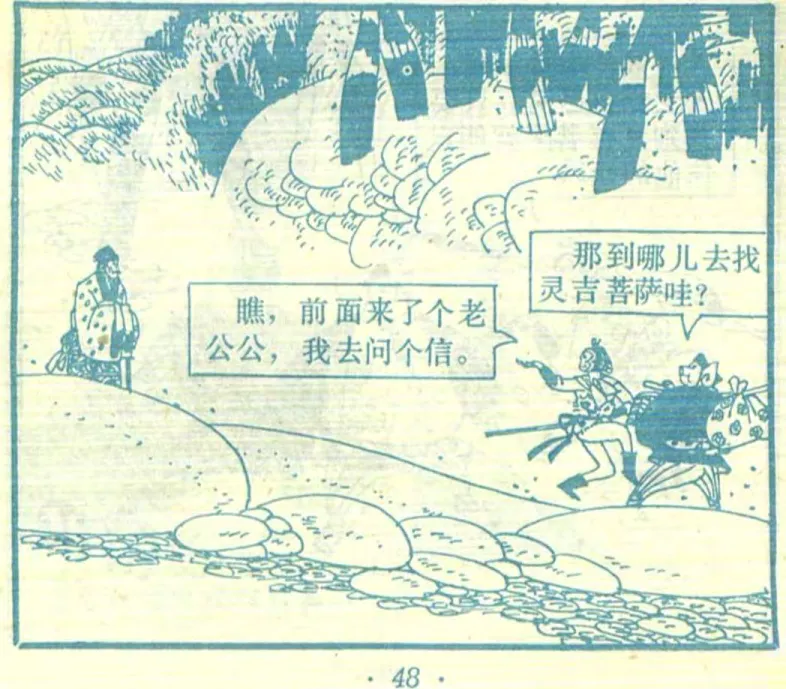 那到哪儿去找
灵吉菩萨哇？
瞧，前面来了个老
公公，我去问个信。
· 48 ·